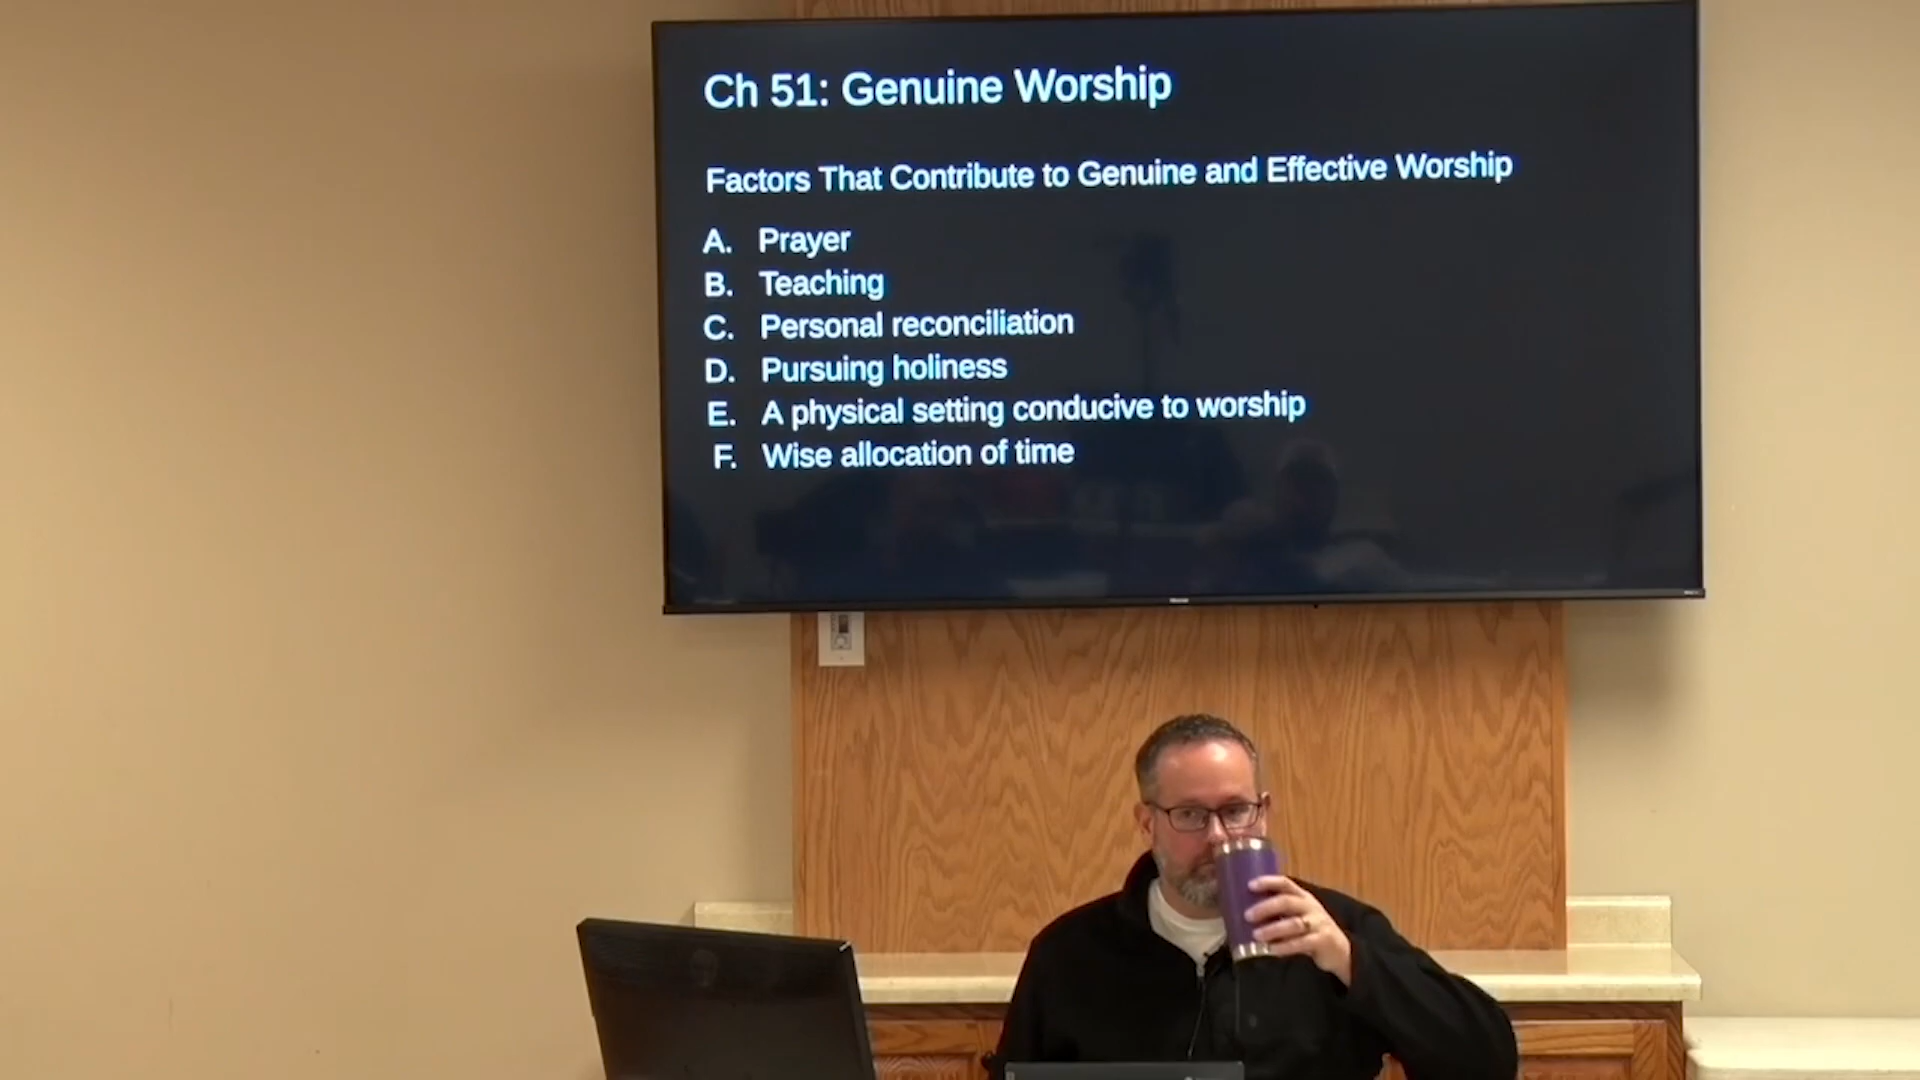 Ch 51: Genuine Worship
Factors That Contribute to Genuine and Effective Worship
A. Prayer
B. Teaching
C. Personal reconciliation
D. Pursuing holiness
E. A physical setting conducive to worship
F. Wise allocation of time